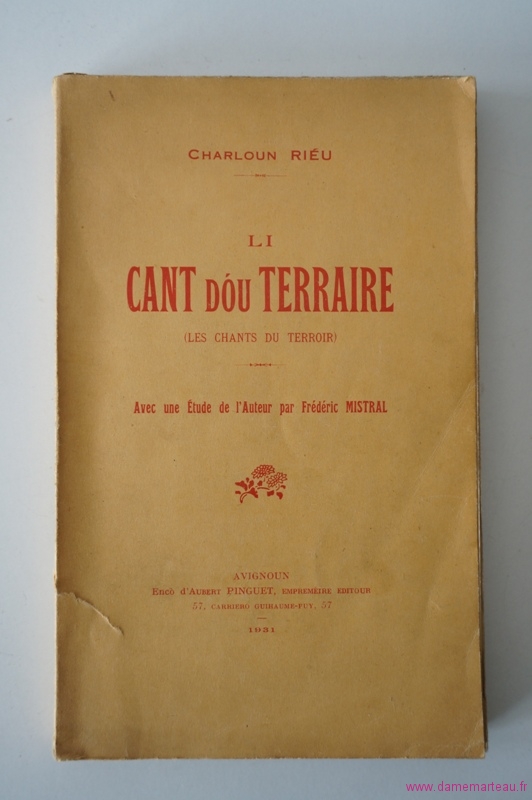 CHARLOUN RIÉU
LI
CANT DÓU TERRAIRE
(LES CHANTS DU TERROIR)
Avec une Étude de l'Auteur par Frédéric MISTRAL
AVIGNOUN
Encò d'AUBERT PINGUET, EMPREMÈIRE EDITOUR
57, CARRIERO GUIHAUME-PUY, 57
1931
www.damemarteau.fr